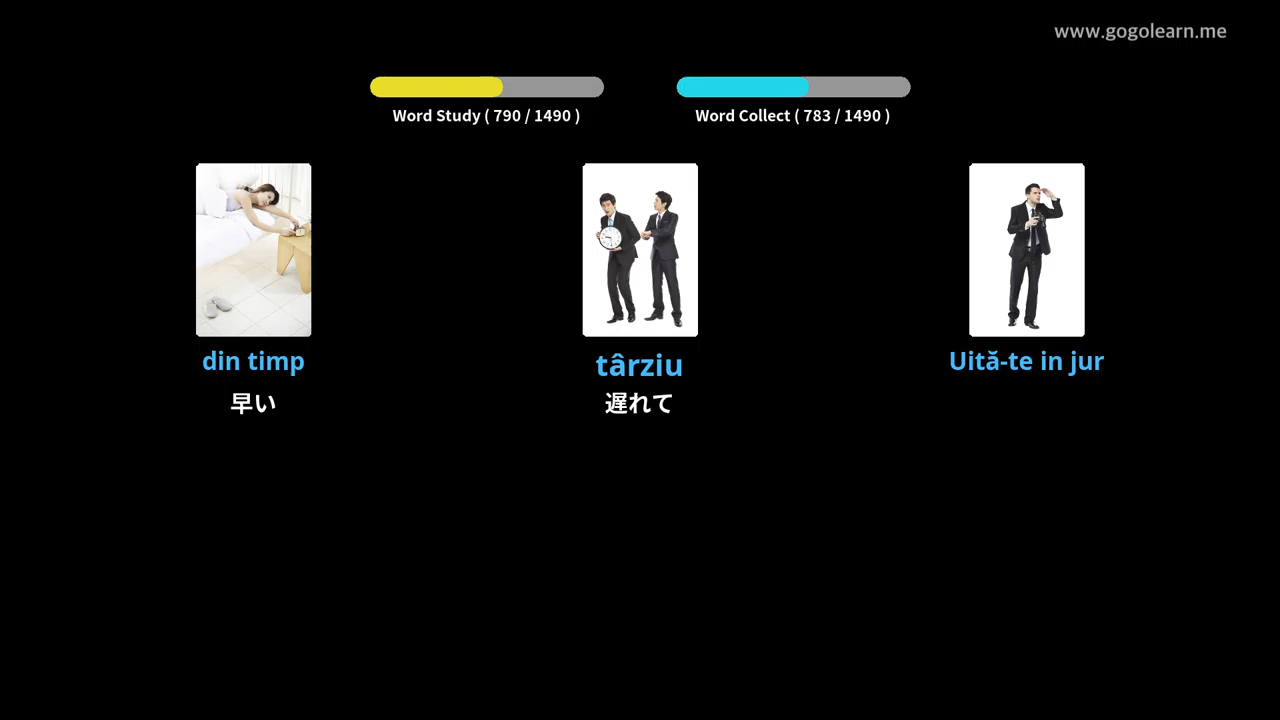 www.gogolearn.me
Word Study ( 790 / 1490 )
Word Collect ( 783 / 1490 )
din timp
târziu
Uită-te in jur
早い
遅れて